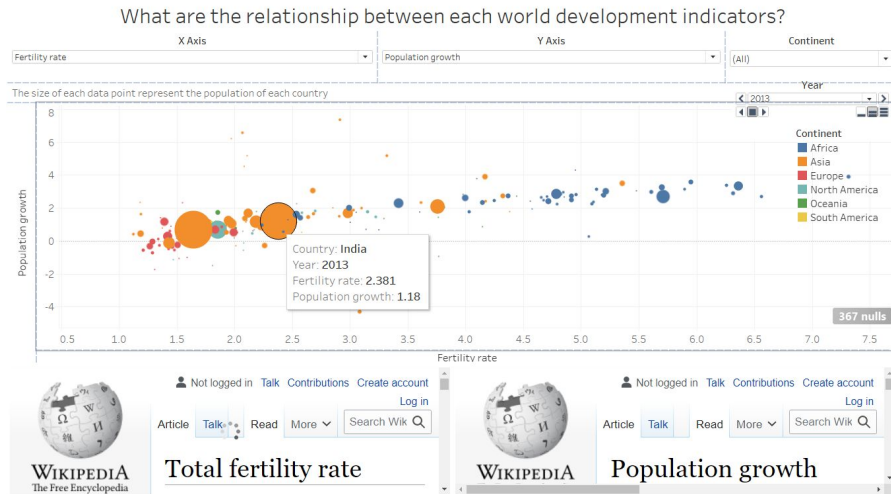 What are the relationship between each world development indicators?
X Axis
Y Axis
Continent
Fertility rate
Population growth
(All)
The size of each data point represent the population of each country
Year
2013
Continent
Africa
Asia
Europe
North America
Oceania
South America
Population growth
8
6
4
2
0
-2
-4
Country: India
Year: 2013
Fertility rate: 2.381
Population growth: 1.18
367 nulls
0.5 1.0 1.5 2.0 2.5 3.0 3.5 4.0 4.5 5.0 5.5 6.0 6.5 7.0 7.5
Fertility rate
Not logged in Talk Contributions Create account
Log in
Article Talk Read More Search Wik
WIKIPEDIA
The Free Encyclopedia
Total fertility rate
Not logged in Talk Contributions Create account
Log in
Article Talk Read More Search Wik
WIKIPEDIA
Population growth